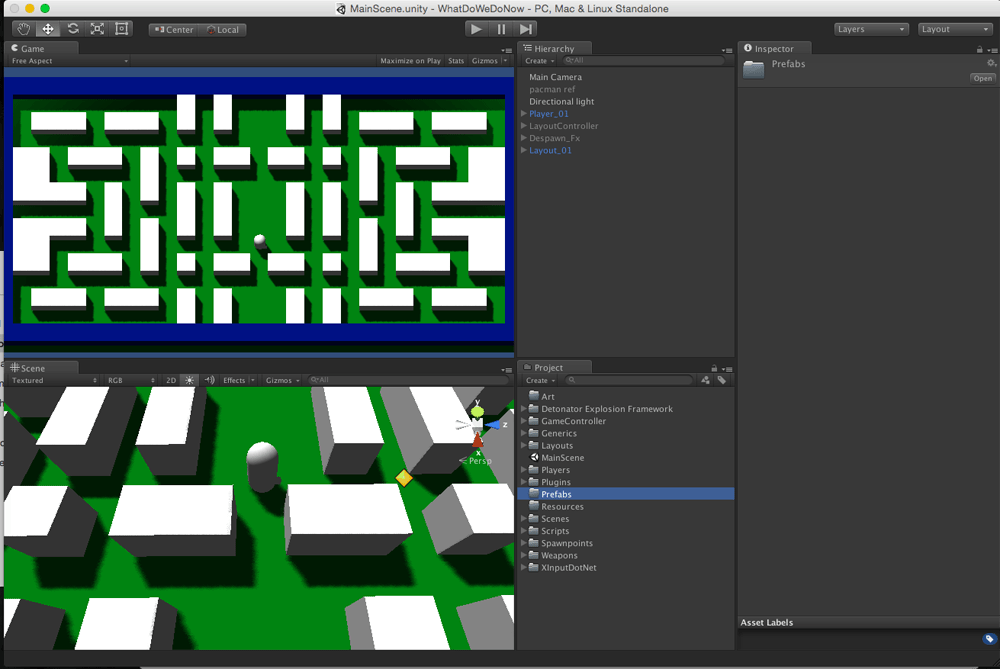 MainScene.unity - WhatDoWeDoNow - PC, Mac & Linux Standalone
Center Local Layers Layout
Game
Free Aspect Maximize on Play Stats Gizmos
Hierarchy
Create All
Main Camera
pacman ref
Directional light
Player_01
LayoutController
Despawn_Fx
Layout_01
Inspector
Prefabs
Open
Scene
Textured RGB 2D Effects Gizmos All
y
z
x
Persp
Project
Create
Art
Detonator Explosion Framework
GameController
Generics
Layouts
MainScene
Players
Plugins
Prefabs
Resources
Scenes
Scripts
Spawnpoints
Weapons
XInputDotNet
Asset Labels